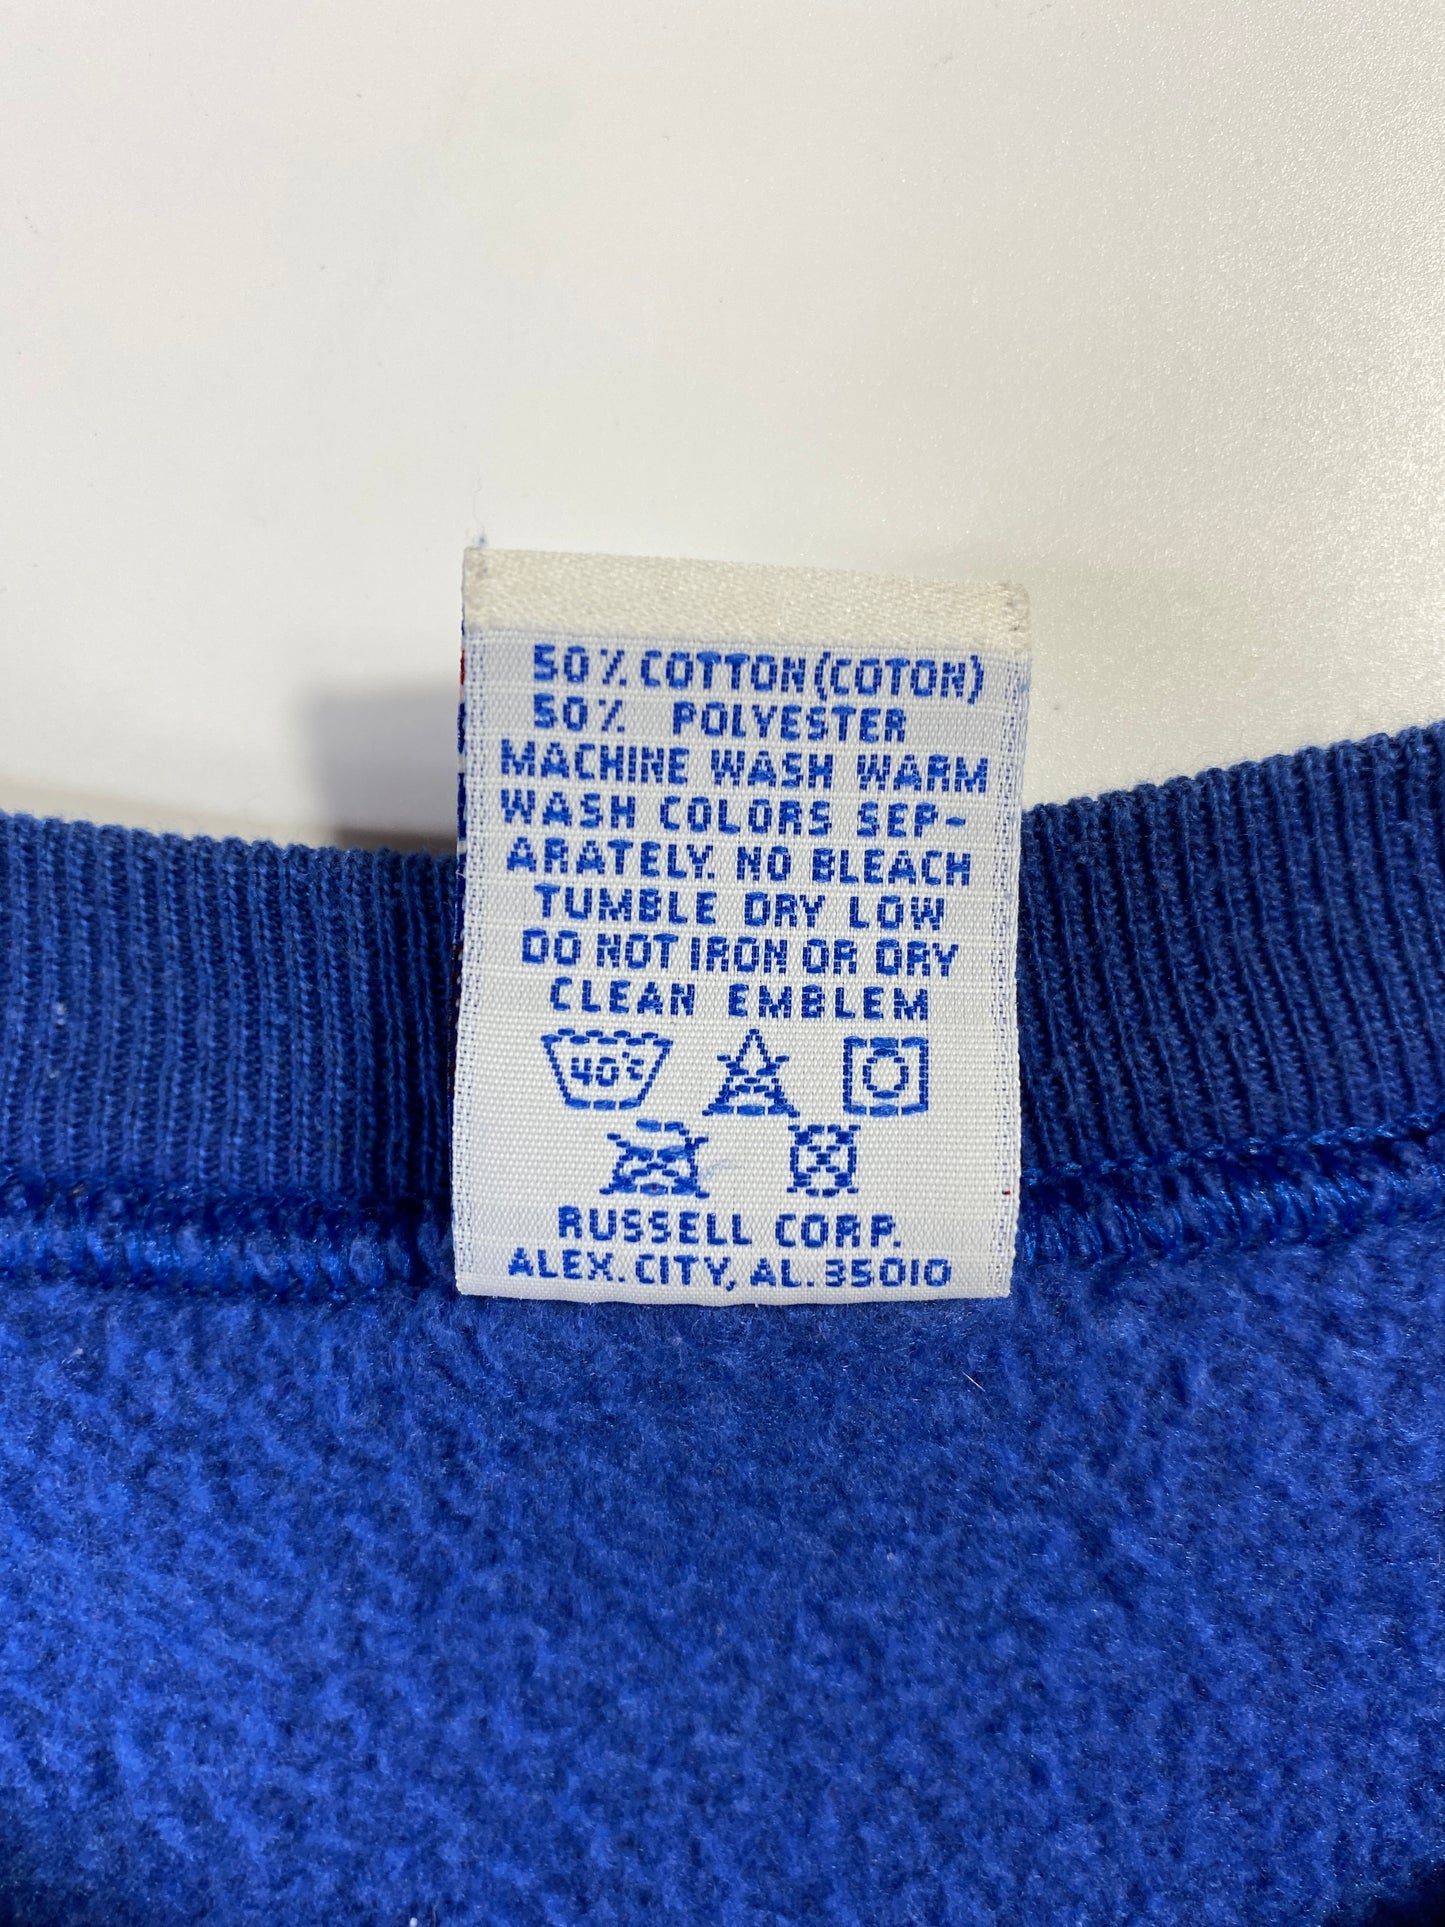 50% COTTON (COTON)
50% POLYESTER
MACHINE WASH WARM
WASH COLORS SEP-
ARATELY. NO BLEACH
TUMBLE DRY LOW
DO NOT IRON OR DRY
CLEAN EMBLEM
40°C
RUSSELL CORP.
ALEX. CITY, AL. 35010